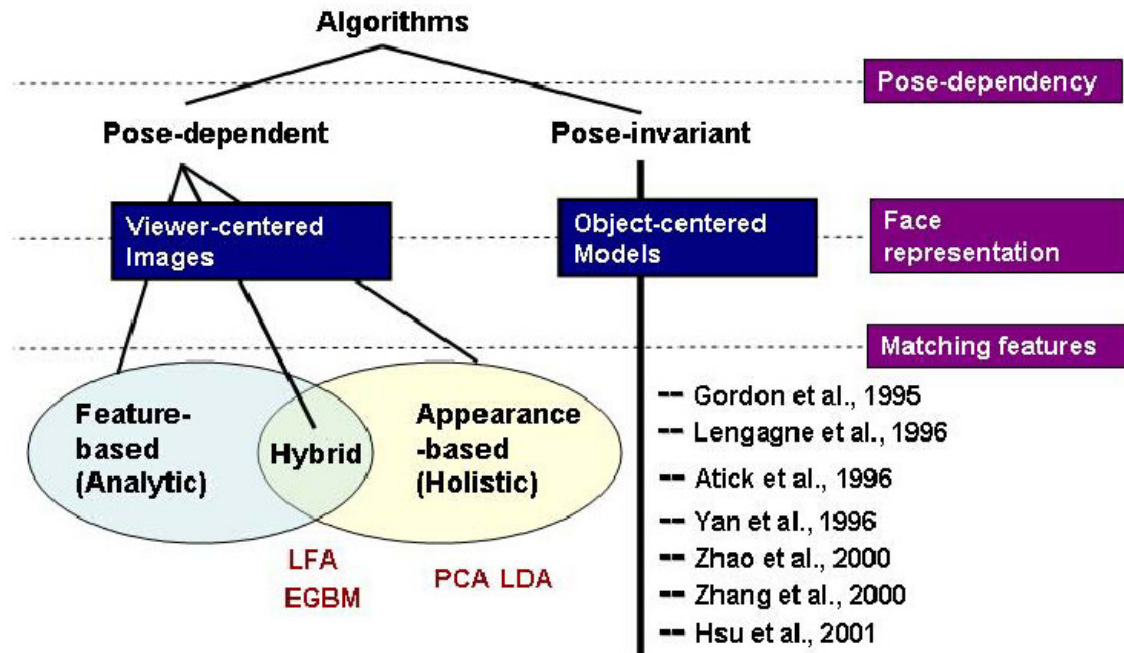 Algorithms
Pose-dependency
Pose-dependent
Pose-invariant
Viewer-centered
Images
Object-centered
Models
Face
representation
Matching features
Feature-
based
(Analytic)
Hybrid
Appearance
-based
(Holistic)
LFA
EGBM
PCA LDA
-- Gordon et al., 1995
-- Lengagne et al., 1996
-- Atick et al., 1996
-- Yan et al., 1996
-- Zhao et al., 2000
-- Zhang et al., 2000
-- Hsu et al., 2001